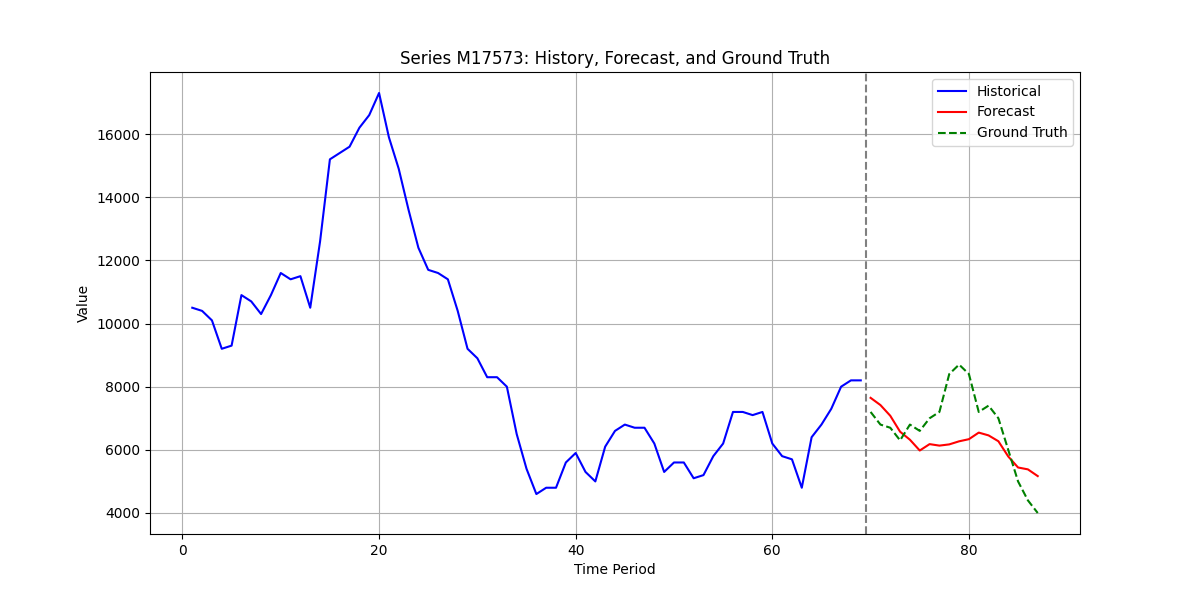 Series M17573: History, Forecast, and Ground Truth
Historical
Forecast
Ground Truth
Value
16000
14000
12000
10000
8000
6000
4000
0
20
40
60
80
Time Period